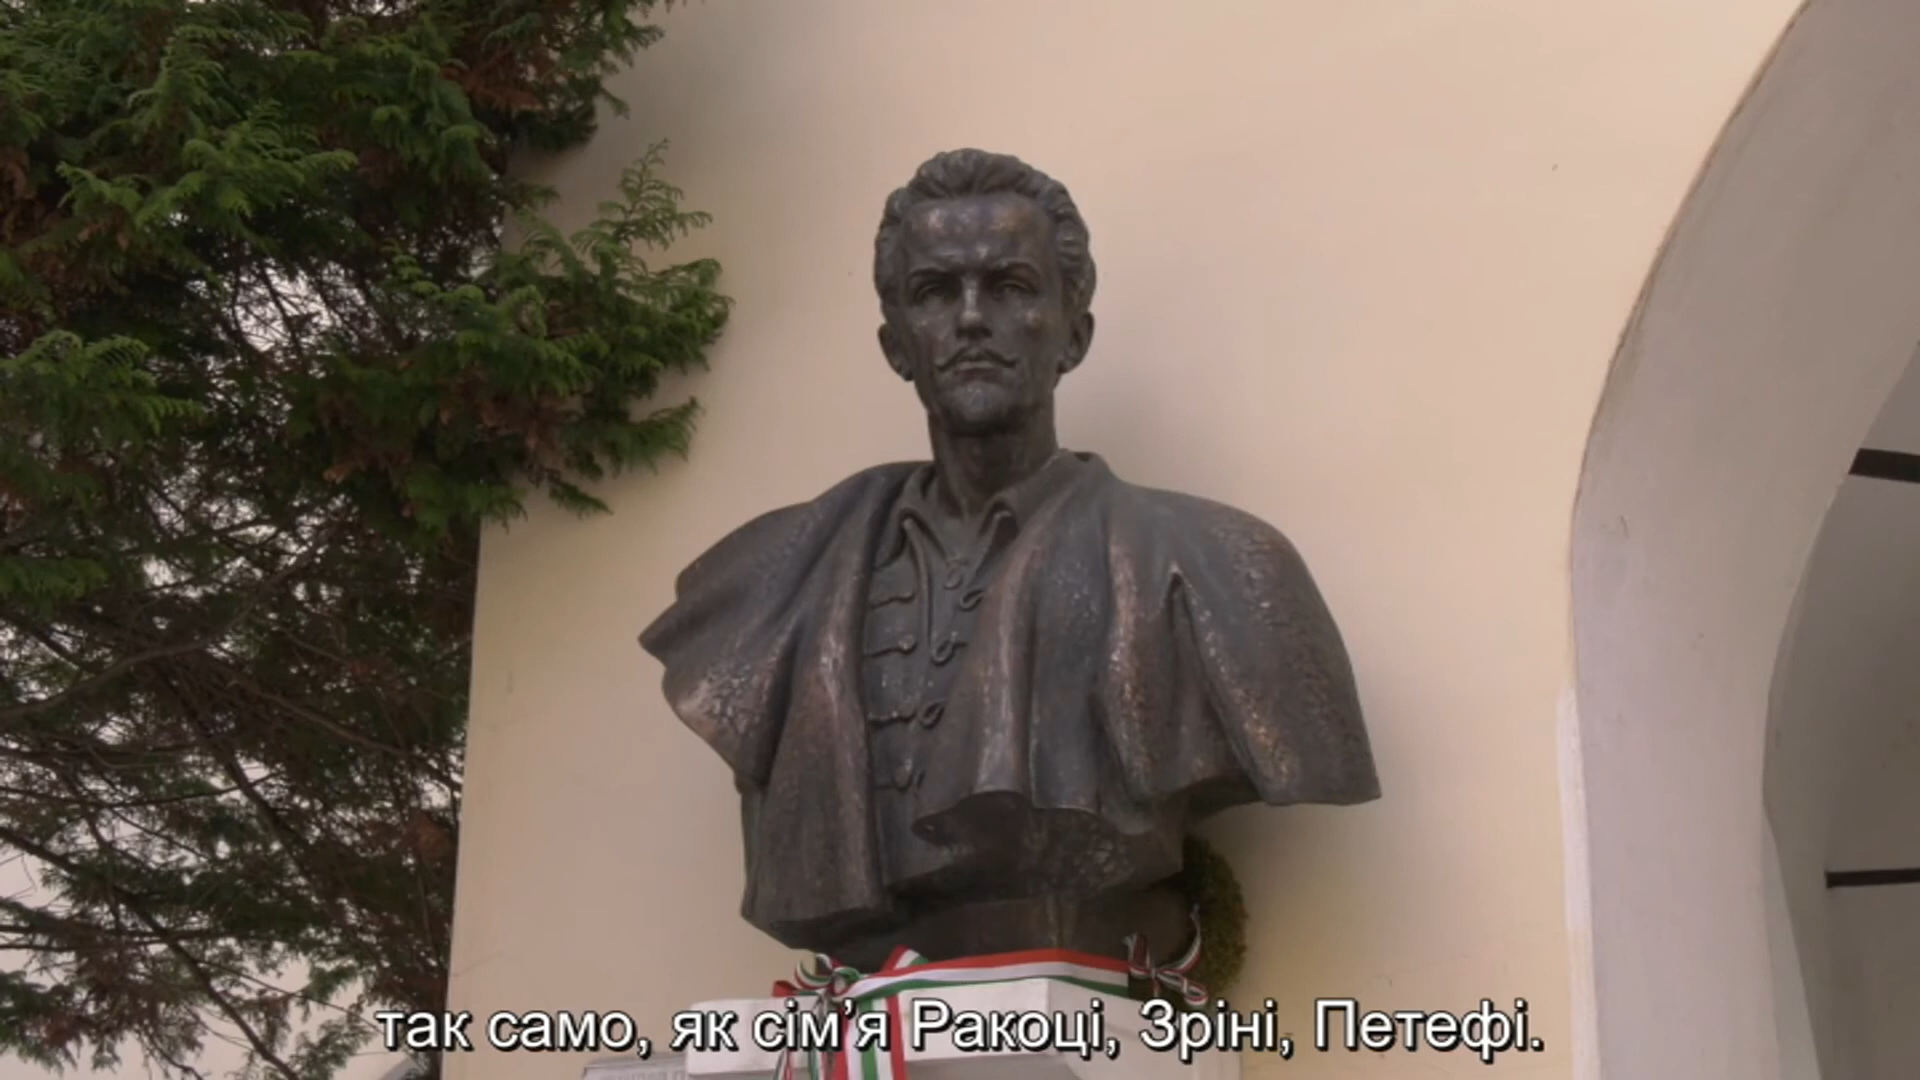 так само, як сім’я Ракоці, Зріні, Петефі.